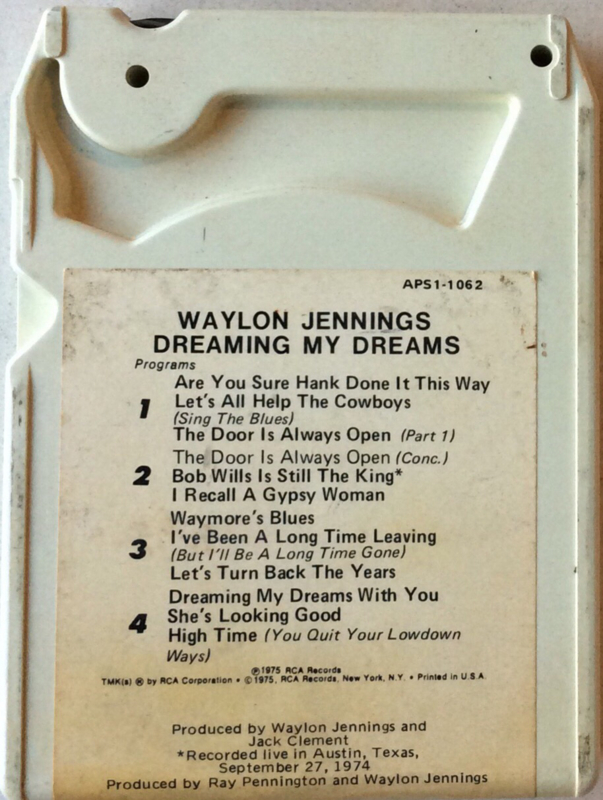 APS1-1062
WAYLON JENNINGS
DREAMING MY DREAMS
Programs
Are You Sure Hank Done It This Way
1 Let's All Help The Cowboys
(Sing The Blues)
The Door Is Always Open (Part 1)
The Door Is Always Open (Conc.)
2 Bob Wills Is Still The King*
I Recall A Gypsy Woman
Waymore's Blues
I've Been A Long Time Leaving
3 (But I'll Be A Long Time Gone)
Let's Turn Back The Years
Dreaming My Dreams With You
4 She's Looking Good
High Time (You Quit Your Lowdown
Ways)
℗1975 RCA Records
TMK(s) ® by RCA Corporation • ©1975, RCA Records, New York, N.Y. • Printed in U.S.A.
Produced by Waylon Jennings and
Jack Clement
*Recorded live in Austin, Texas,
September 27, 1974
Produced by Ray Pennington and Waylon Jennings